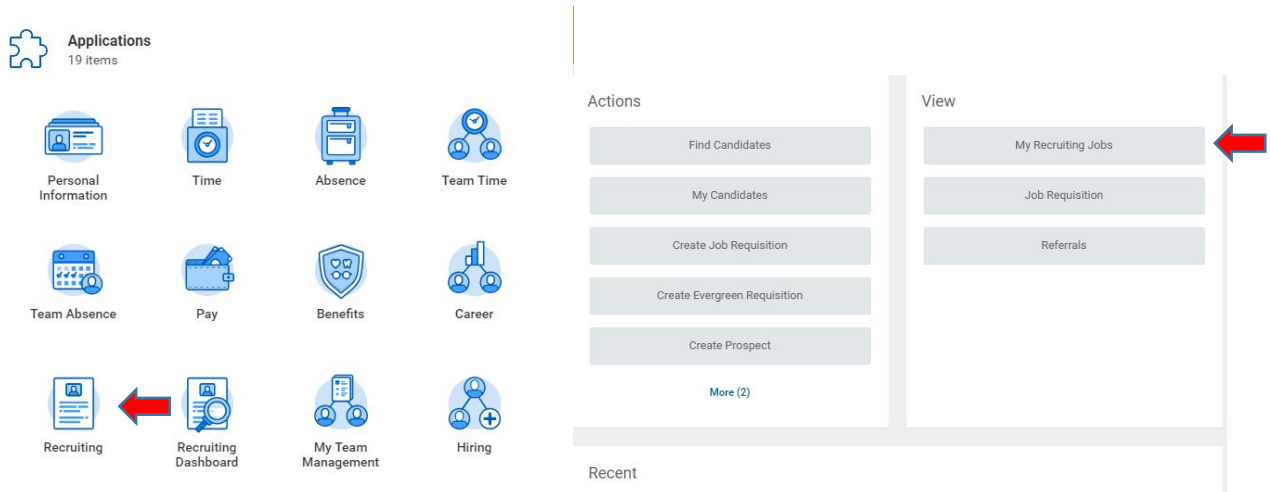 Applications
19 items
Personal
Information
Time
Absence
Team Time
Team Absence
Pay
Benefits
Career
Recruiting
Recruiting
Dashboard
My Team
Management
Hiring
Actions
Find Candidates
My Candidates
Create Job Requisition
Create Evergreen Requisition
Create Prospect
More (2)
View
My Recruiting Jobs
Job Requisition
Referrals
Recent